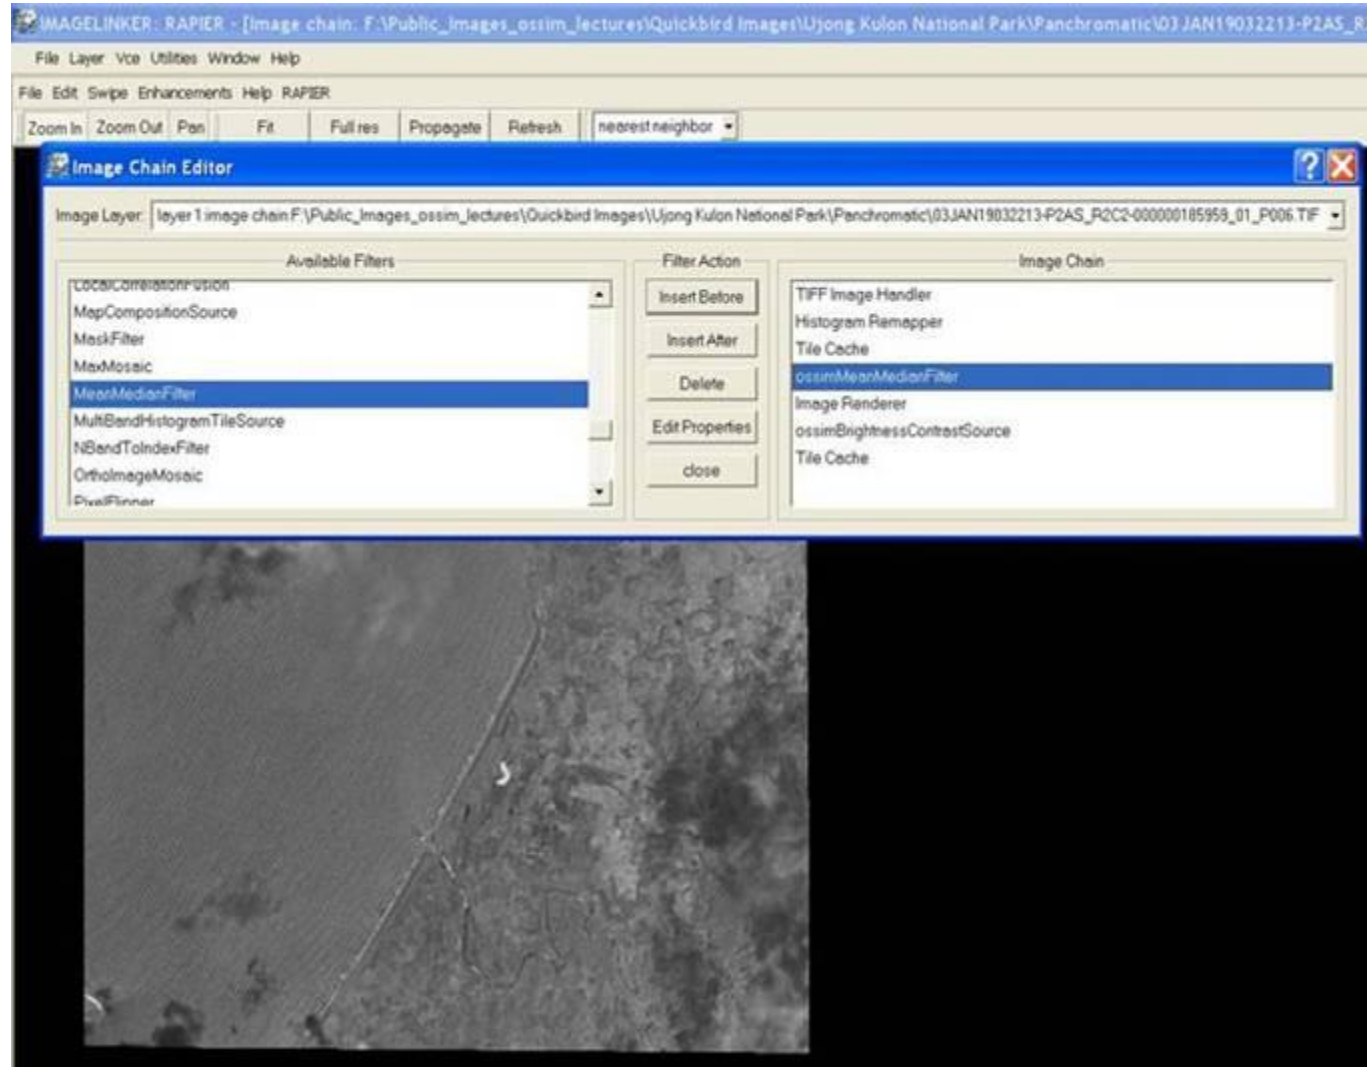 IMAGELINKER: RAPIER - [Image chain: F:\Public_Images_ossim_lectures\Quickbird Images\Ujong Kulon National Park\Panchromatic\03JAN19032213-P2AS_R
File Layer Vce Utilities Window Help
File Edit Swipe Enhancements Help RAPIER
Zoom In Zoom Out Pan Fit Full res Propagate Refresh nearest neighbor
Image Chain Editor
Image Layer: layer 1 image chain F:\Public_Images_ossim_lectures\Quickbird Images\Ujong Kulon National Park\Panchromatic\03JAN19032213-P2AS_R2C2-000000185959_01_P006.TIF
Available Filters
LocalCorrelationFusion
MapCompositionSource
MaskFilter
MaxMosaic
MeanMedianFilter
MultiBandHistogramTileSource
NBandToIndexFilter
OrthoImageMosaic
PixelFlipper
Filter Action
Insert Before
Insert After
Delete
Edit Properties
close
Image Chain
TIFF Image Handler
Histogram Remapper
Tile Cache
ossimMeanMedianFilter
Image Renderer
ossimBrightnessContrastSource
Tile Cache